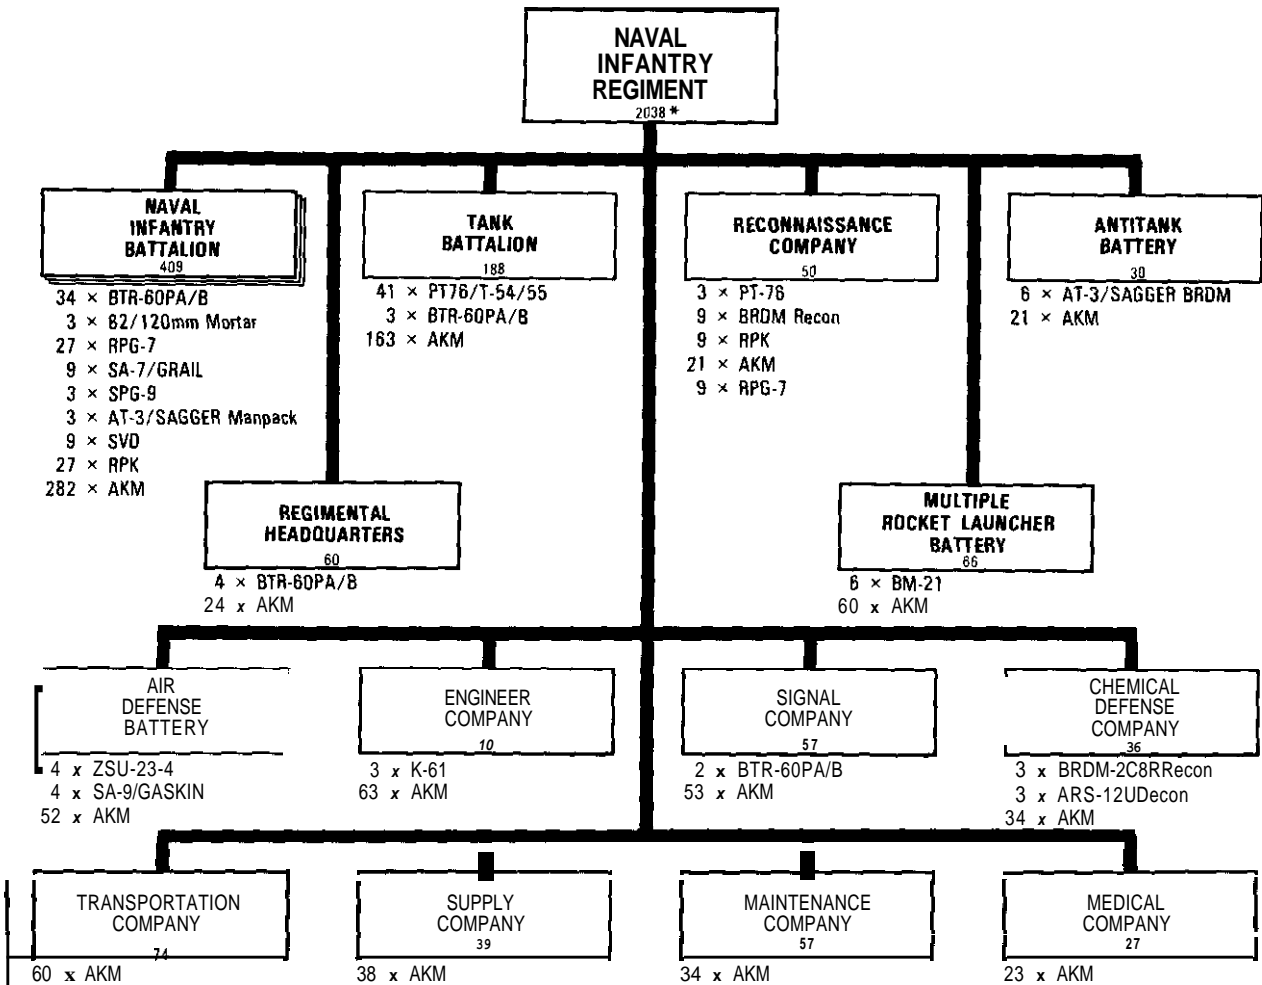 NAVAL
INFANTRY
REGIMENT
2038 *
NAVAL
INFANTRY
BATTALION
409
34 × BTR-60PA/B
3 × 82/120mm Mortar
27 × RPG-7
9 × SA-7/GRAIL
3 × SPG-9
3 × AT-3/SAGGER Manpack
9 × SVD
27 × RPK
282 × AKM
TANK
BATTALION
188
41 × PT76/T-54/55
3 × BTR-60PA/B
163 × AKM
RECONNAISSANCE
COMPANY
50
3 × PT-76
9 × BRDM Recon
9 × RPK
21 × AKM
9 × RPG-7
ANTITANK
BATTERY
30
6 × AT-3/SAGGER BRDM
21 × AKM
REGIMENTAL
HEADQUARTERS
60
4 × BTR-60PA/B
24 x AKM
MULTIPLE
ROCKET LAUNCHER
BATTERY
66
6 × BM-21
60 x AKM
AIR
DEFENSE
BATTERY
4 x ZSU-23-4
4 x SA-9/GASKIN
52 x AKM
ENGINEER
COMPANY
10
3 x K-61
63 x AKM
SIGNAL
COMPANY
57
2 x BTR-60PA/B
53 x AKM
CHEMICAL
DEFENSE
COMPANY
36
3 x BRDM-2C8RRecon
3 x ARS-12UDecon
34 x AKM
TRANSPORTATION
COMPANY
74
60 x AKM
SUPPLY
COMPANY
39
38 x AKM
MAINTENANCE
COMPANY
57
34 x AKM
MEDICAL
COMPANY
27
23 x AKM